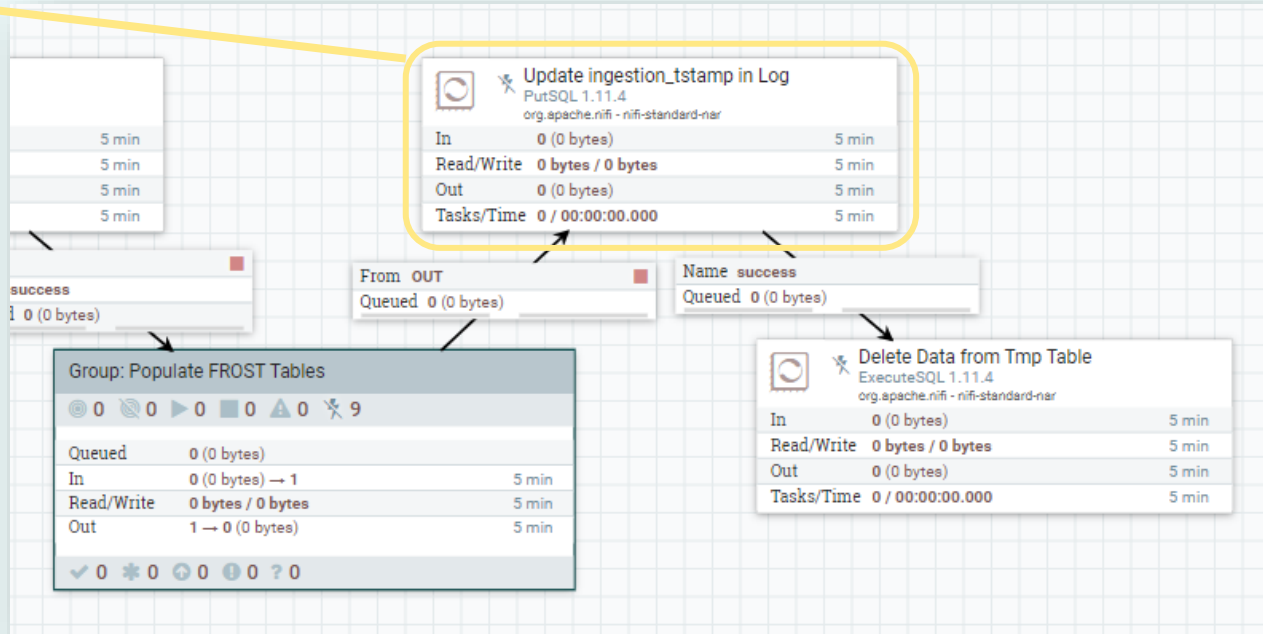 5 min
5 min
5 min
5 min
success
0 (0 bytes)
Update ingestion_tstamp in Log
PutSQL 1.11.4
org.apache.nifi - nifi-standard-nar
In 0 (0 bytes) 5 min
Read/Write 0 bytes / 0 bytes 5 min
Out 0 (0 bytes) 5 min
Tasks/Time 0 / 00:00:00.000 5 min
From OUT
Queued 0 (0 bytes)
Name success
Queued 0 (0 bytes)
Group: Populate FROST Tables
0 0 0 0 0 9
Queued 0 (0 bytes)
In 0 (0 bytes) → 1 5 min
Read/Write 0 bytes / 0 bytes 5 min
Out 1 → 0 (0 bytes) 5 min
0 0 0 0 ? 0
Delete Data from Tmp Table
ExecuteSQL 1.11.4
org.apache.nifi - nifi-standard-nar
In 0 (0 bytes) 5 min
Read/Write 0 bytes / 0 bytes 5 min
Out 0 (0 bytes) 5 min
Tasks/Time 0 / 00:00:00.000 5 min